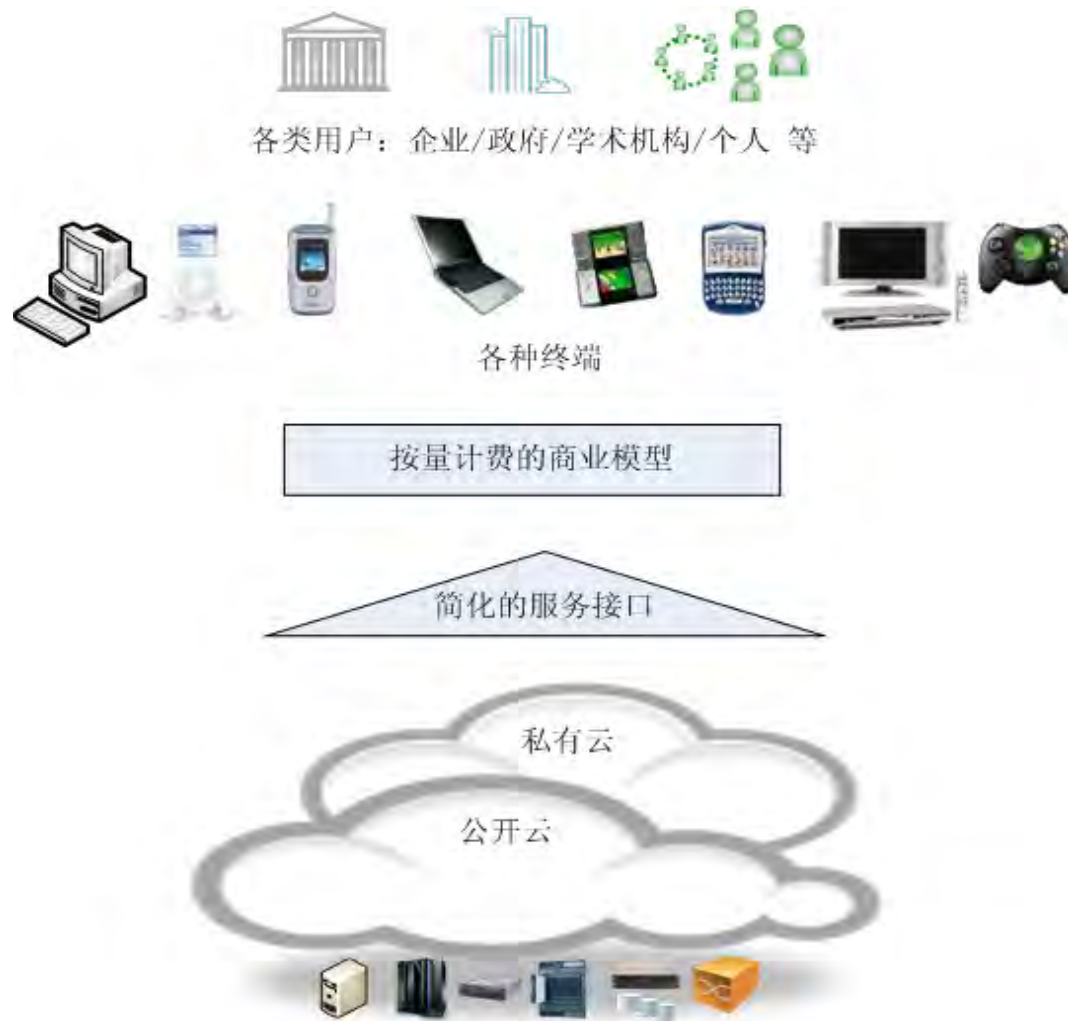 各类用户：企业/政府/学术机构/个人 等
各种终端
按量计费的商业模型
简化的服务接口
私有云
公开云